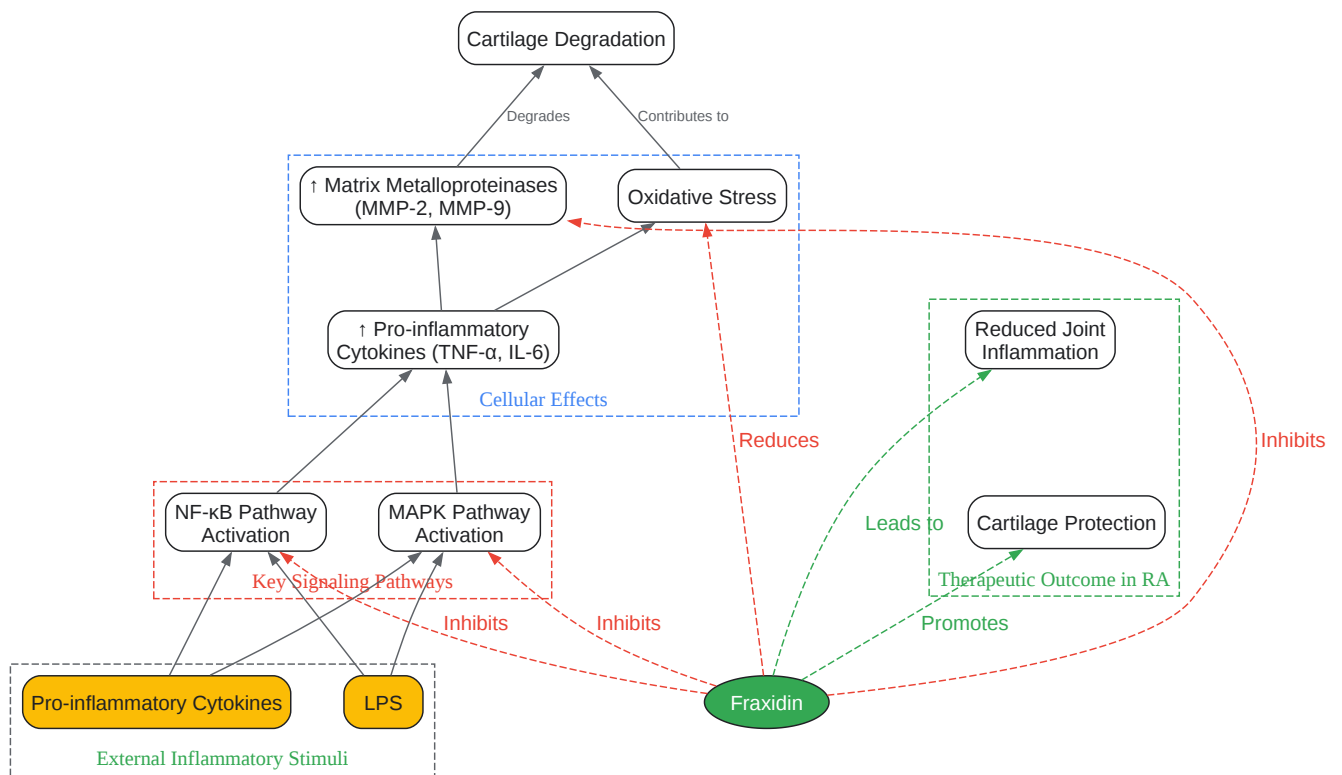 Cartilage Degradation
Degrades
Contributes to
↑ Matrix Metalloproteinases
(MMP-2, MMP-9)
Oxidative Stress
↑ Pro-inflammatory
Cytokines (TNF-α, IL-6)
Reduced Joint
Inflammation
Cellular Effects
Reduces
Inhibits
NF-κB Pathway
Activation
MAPK Pathway
Activation
Leads to
Cartilage Protection
Key Signaling Pathways
Therapeutic Outcome in RA
Inhibits
Inhibits
Promotes
Pro-inflammatory Cytokines
LPS
Fraxidin
External Inflammatory Stimuli